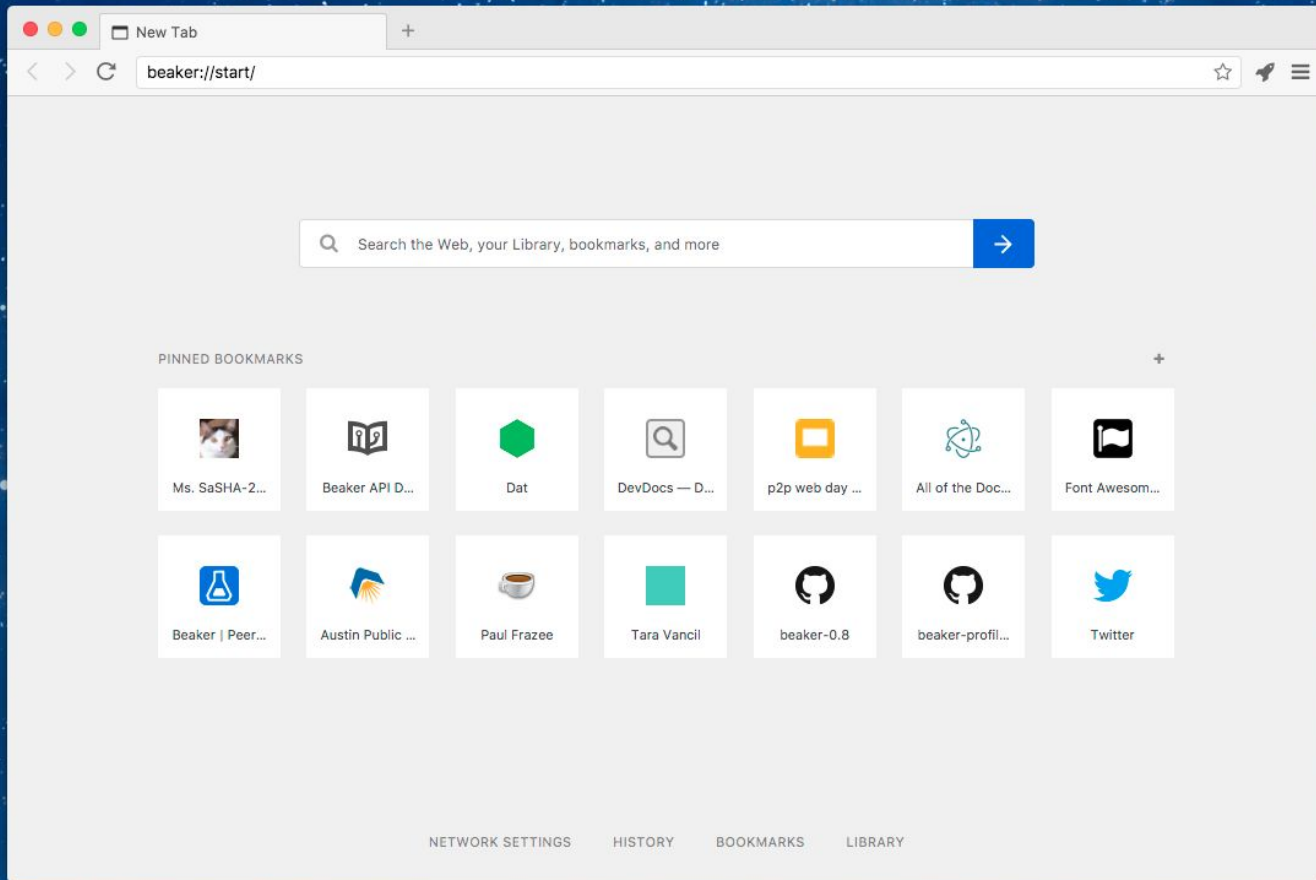 New Tab
beaker://start/
Search the Web, your Library, bookmarks, and more
PINNED BOOKMARKS
Ms. SaSHA-2... Beaker API D... Dat DevDocs — D... p2p web day ... All of the Doc... Font Awesom...
Beaker | Peer... Austin Public ... Paul Frazee Tara Vancil beaker-0.8 beaker-profil... Twitter
NETWORK SETTINGS HISTORY BOOKMARKS LIBRARY